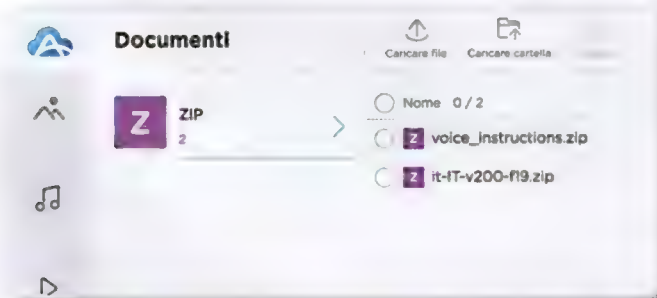 Documenti
Caricare file
Caricare cartella
Z
ZIP
2
Nome 0/2
Z voice_instructions.zip
Z it-IT-v200-f19.zip